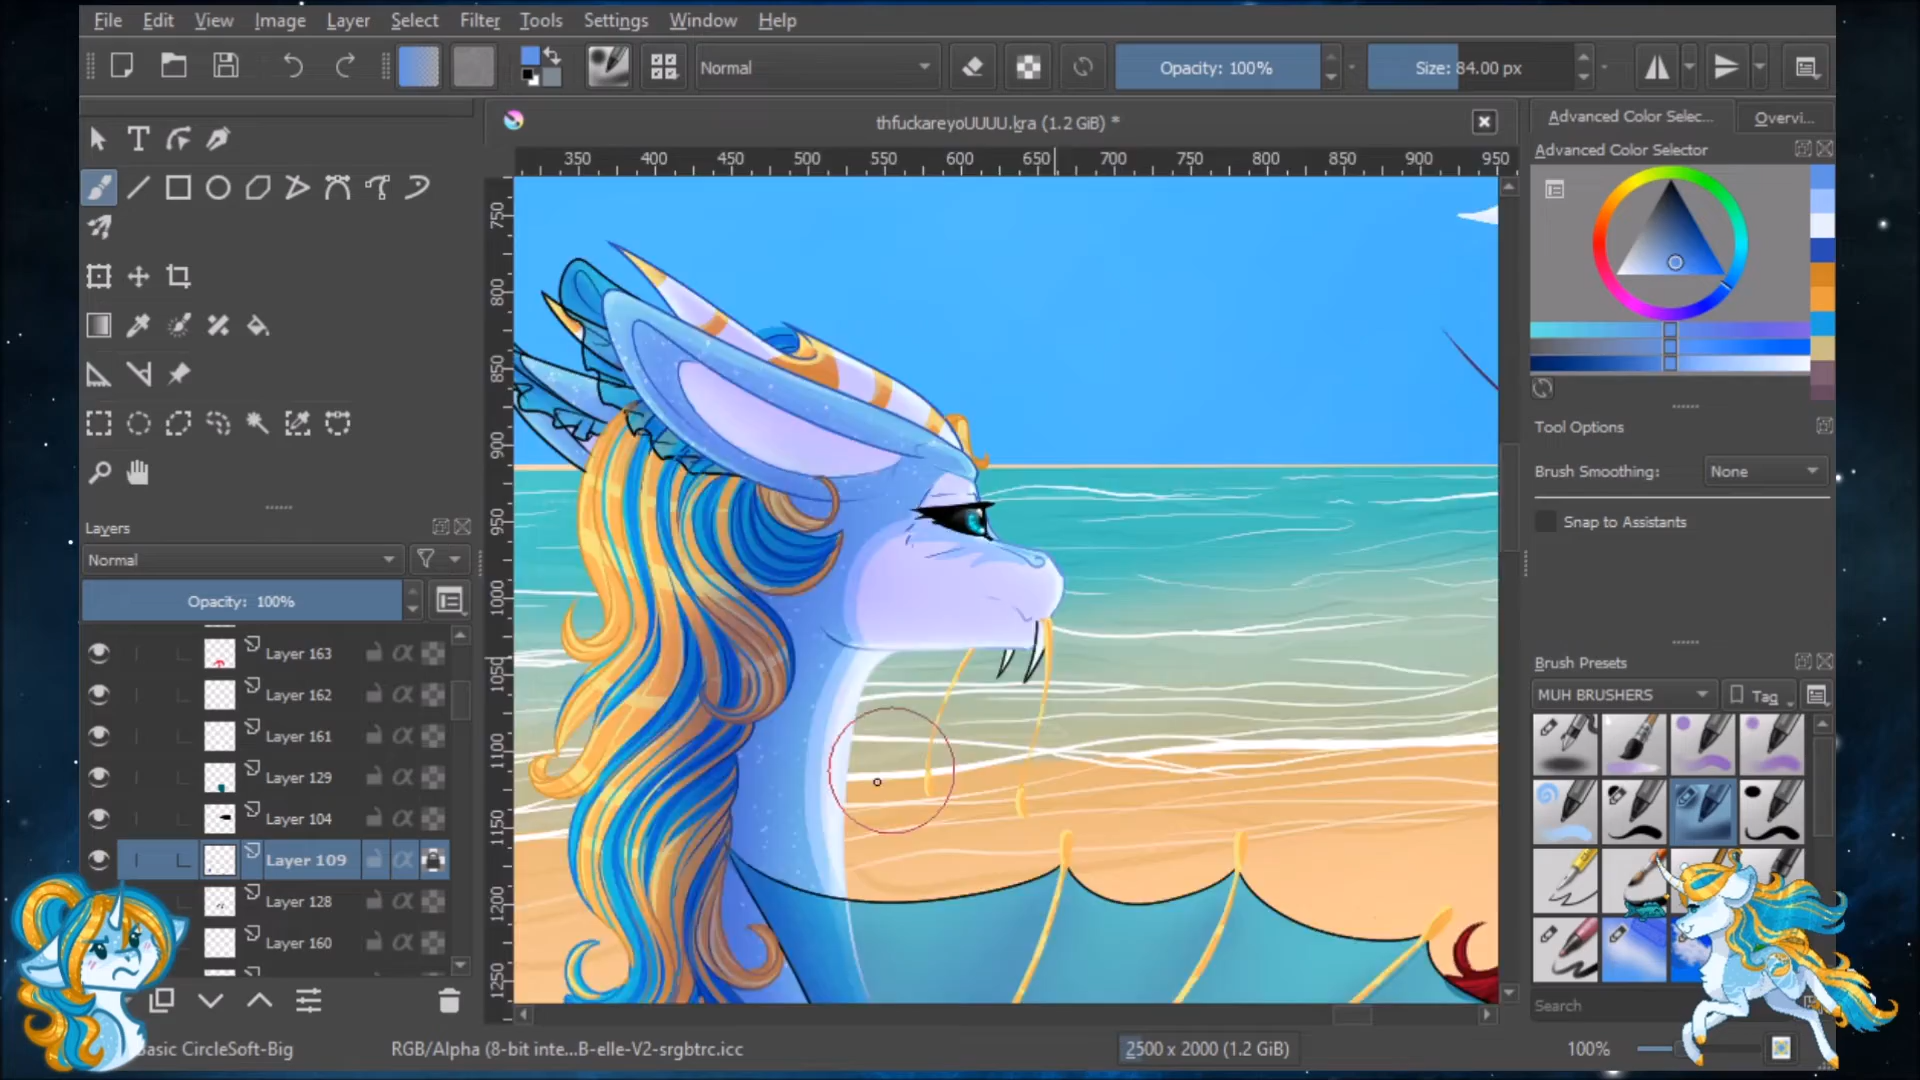 File Edit View Image Layer Select Filter Tools Settings Window Help
Normal Opacity: 100% Size: 84.00 px
thfuckareyoUUUU.kra (1.2 GiB) *
Advanced Color Selec... Overvi...
Advanced Color Selector
350 400 450 500 550 600 650 700 750 800 850 900 950
750
800
850
900
950
1000
1050
1100
1150
1200
1250
Tool Options
Brush Smoothing: None
Snap to Assistants
Layers
Normal
Opacity: 100%
Layer 163
Layer 162
Layer 161
Layer 129
Layer 104
Layer 109
Layer 128
Layer 160
Brush Presets
MUH BRUSHERS Tag
Search
Basic CircleSoft-Big
RGB/Alpha (8-bit inte...B-elle-V2-srgbtrc.icc
2500 x 2000 (1.2 GiB)
100%